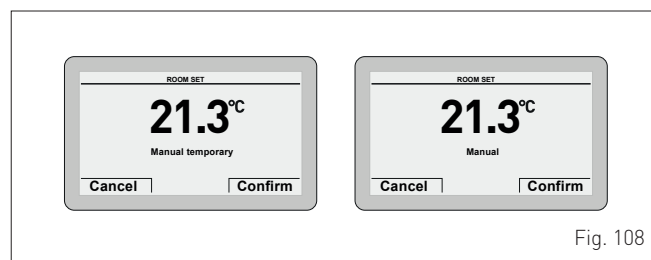 ROOM SET
21.3°C
Manual temporary
Cancel
Confirm
ROOM SET
21.3°C
Manual
Cancel
Confirm
Fig. 108